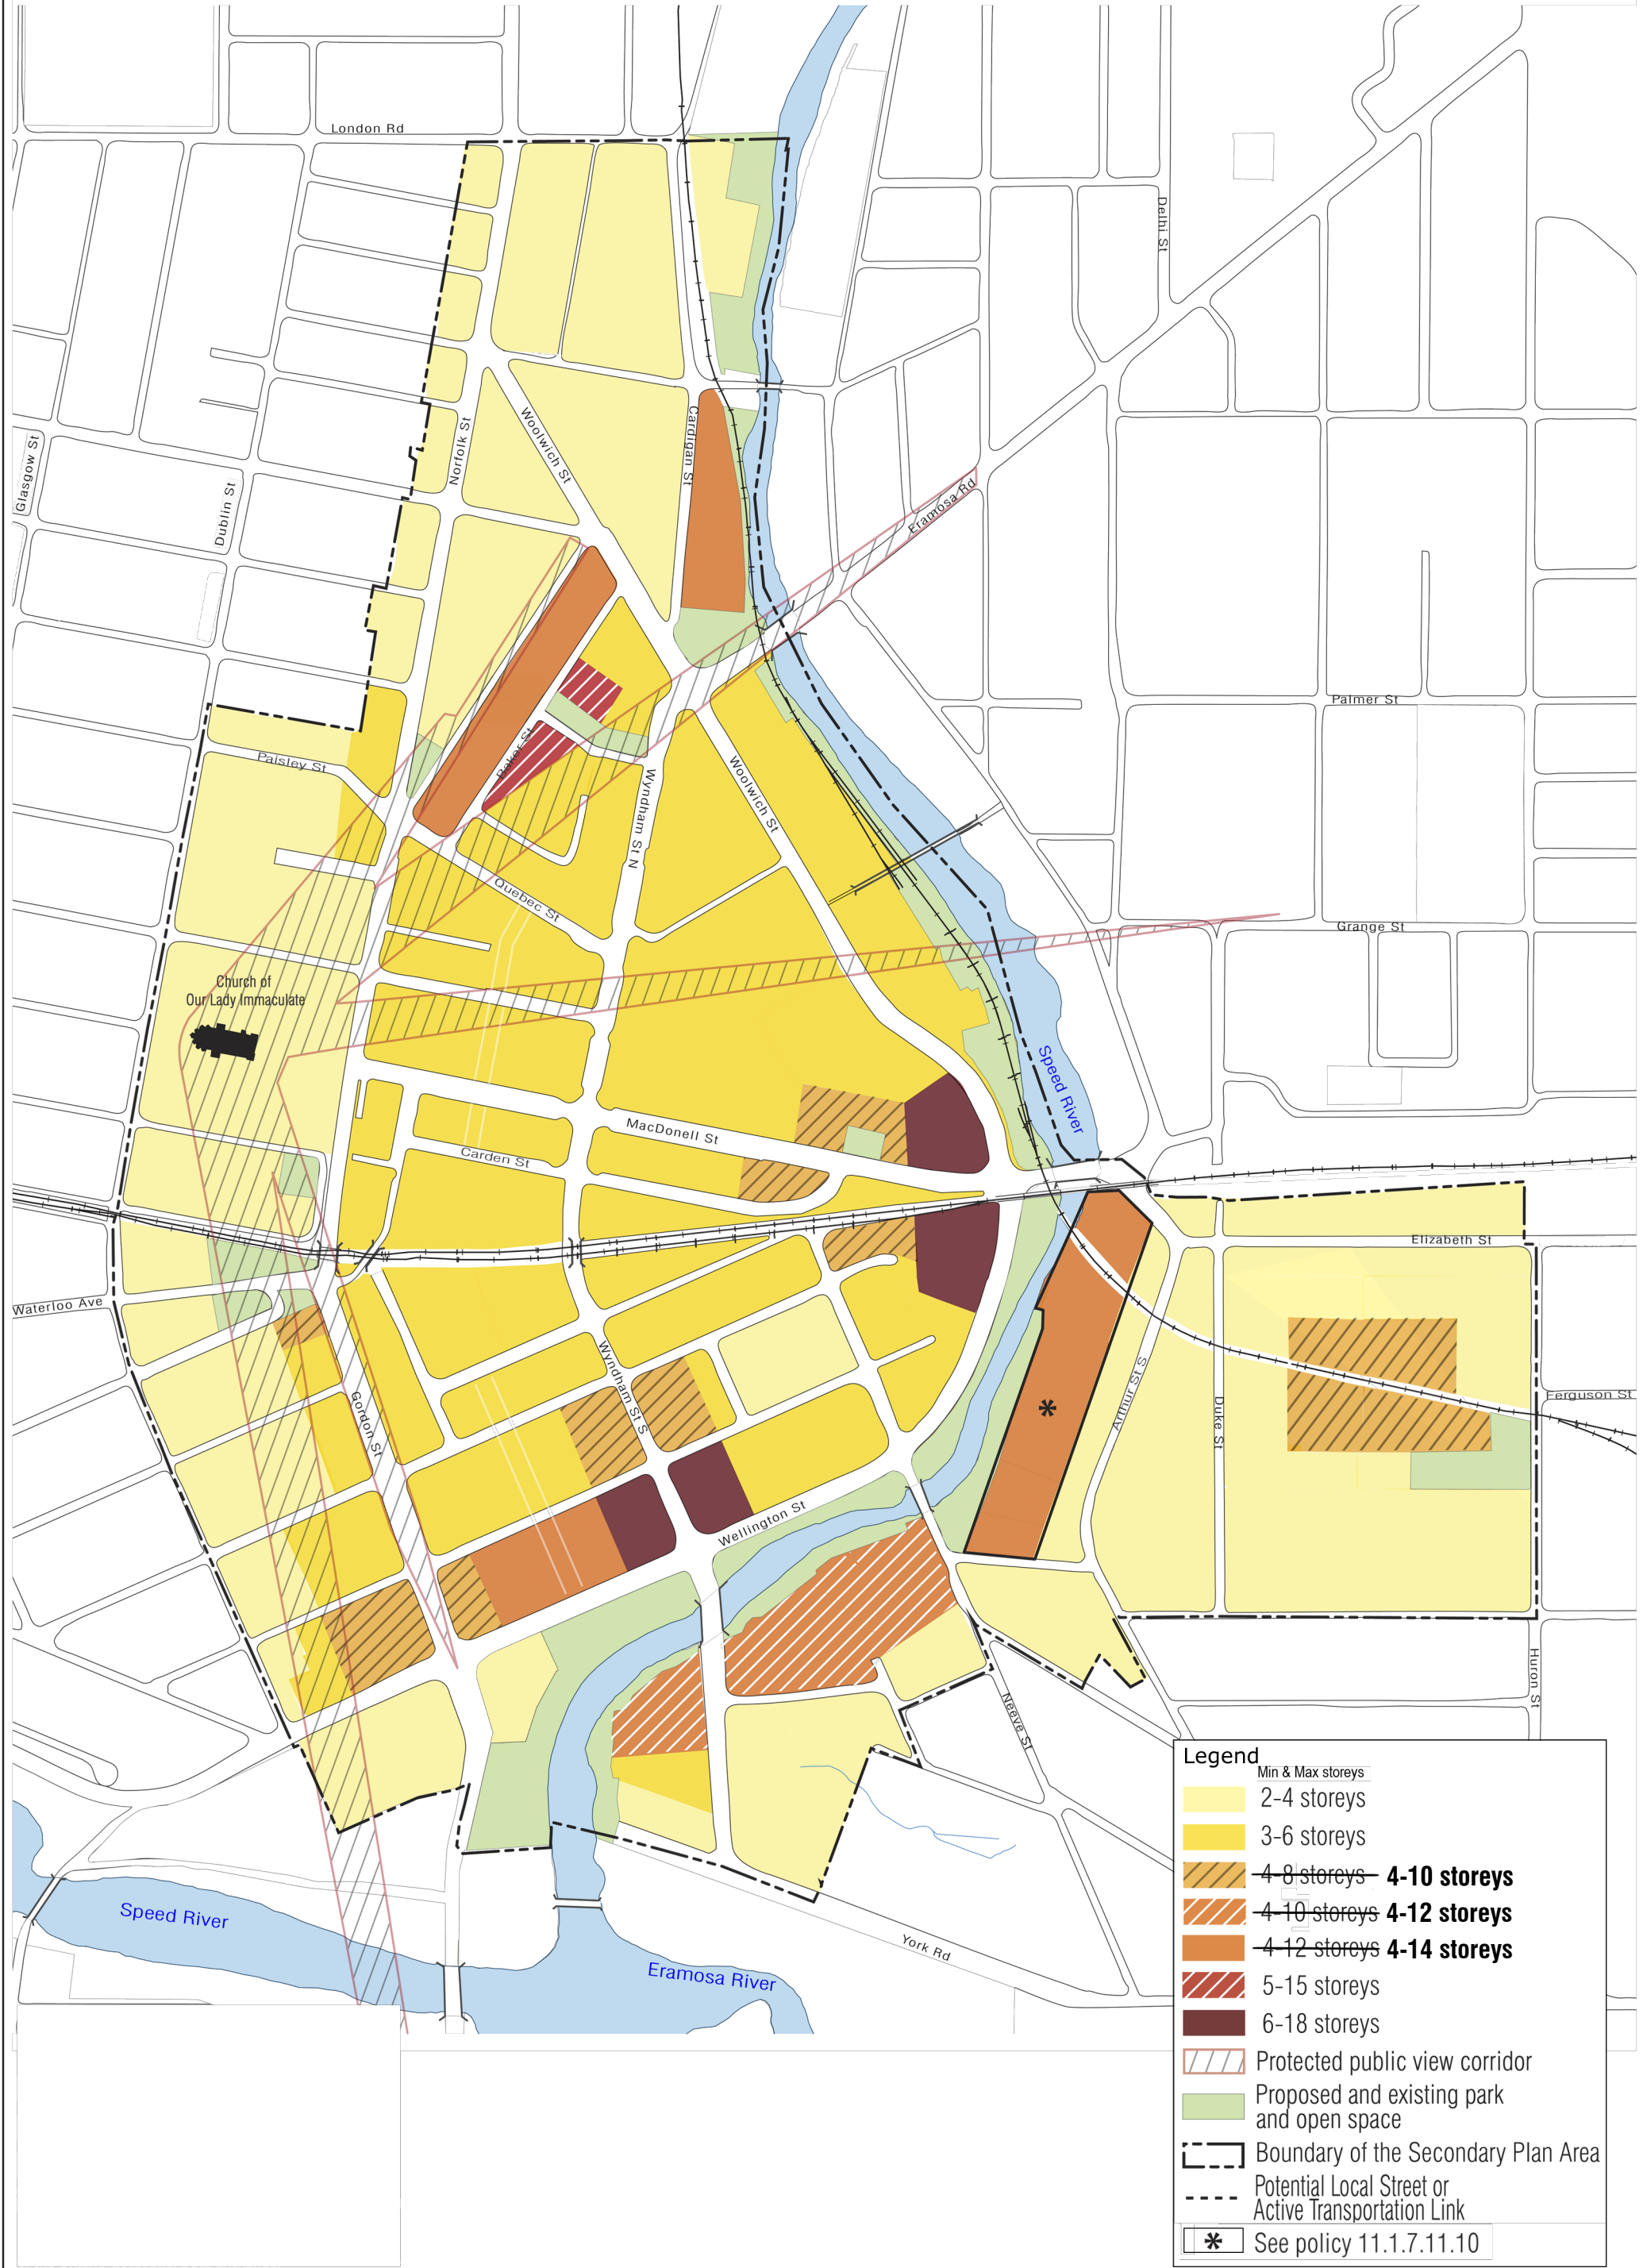 London Rd
Delhi St
Glasgow St
Dublin St
Norfolk St
Woolwich St
Cardigan St
Eramosa Rd
Palmer St
Paisley St
Baker St
Wyndham St N
Woolwich St
Quebec St
Grange St
Church of
Our Lady Immaculate
Speed River
MacDonell St
Carden St
Elizabeth St
Waterloo Ave
Wyndham St S
Gordon St
Arthur St S
Duke St
Ferguson St
*
Wellington St
Huron St
Neeve St
Speed River
York Rd
Eramosa River
Legend
Min & Max storeys
2-4 storeys
3-6 storeys
4-8 storeys 4-10 storeys
4-10 storeys 4-12 storeys
4-12 storeys 4-14 storeys
5-15 storeys
6-18 storeys
Protected public view corridor
Proposed and existing park
and open space
Boundary of the Secondary Plan Area
Potential Local Street or
Active Transportation Link
* See policy 11.1.7.11.10